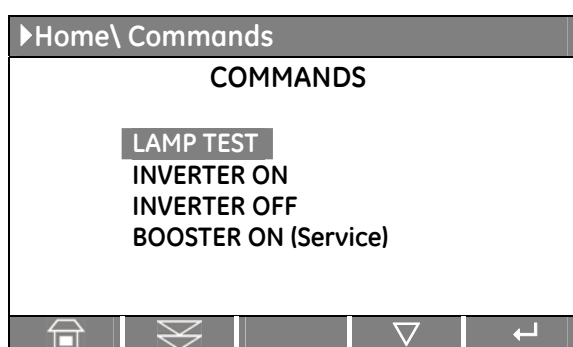 Home\ Commands
COMMANDS
LAMP TEST
INVERTER ON
INVERTER OFF
BOOSTER ON (Service)